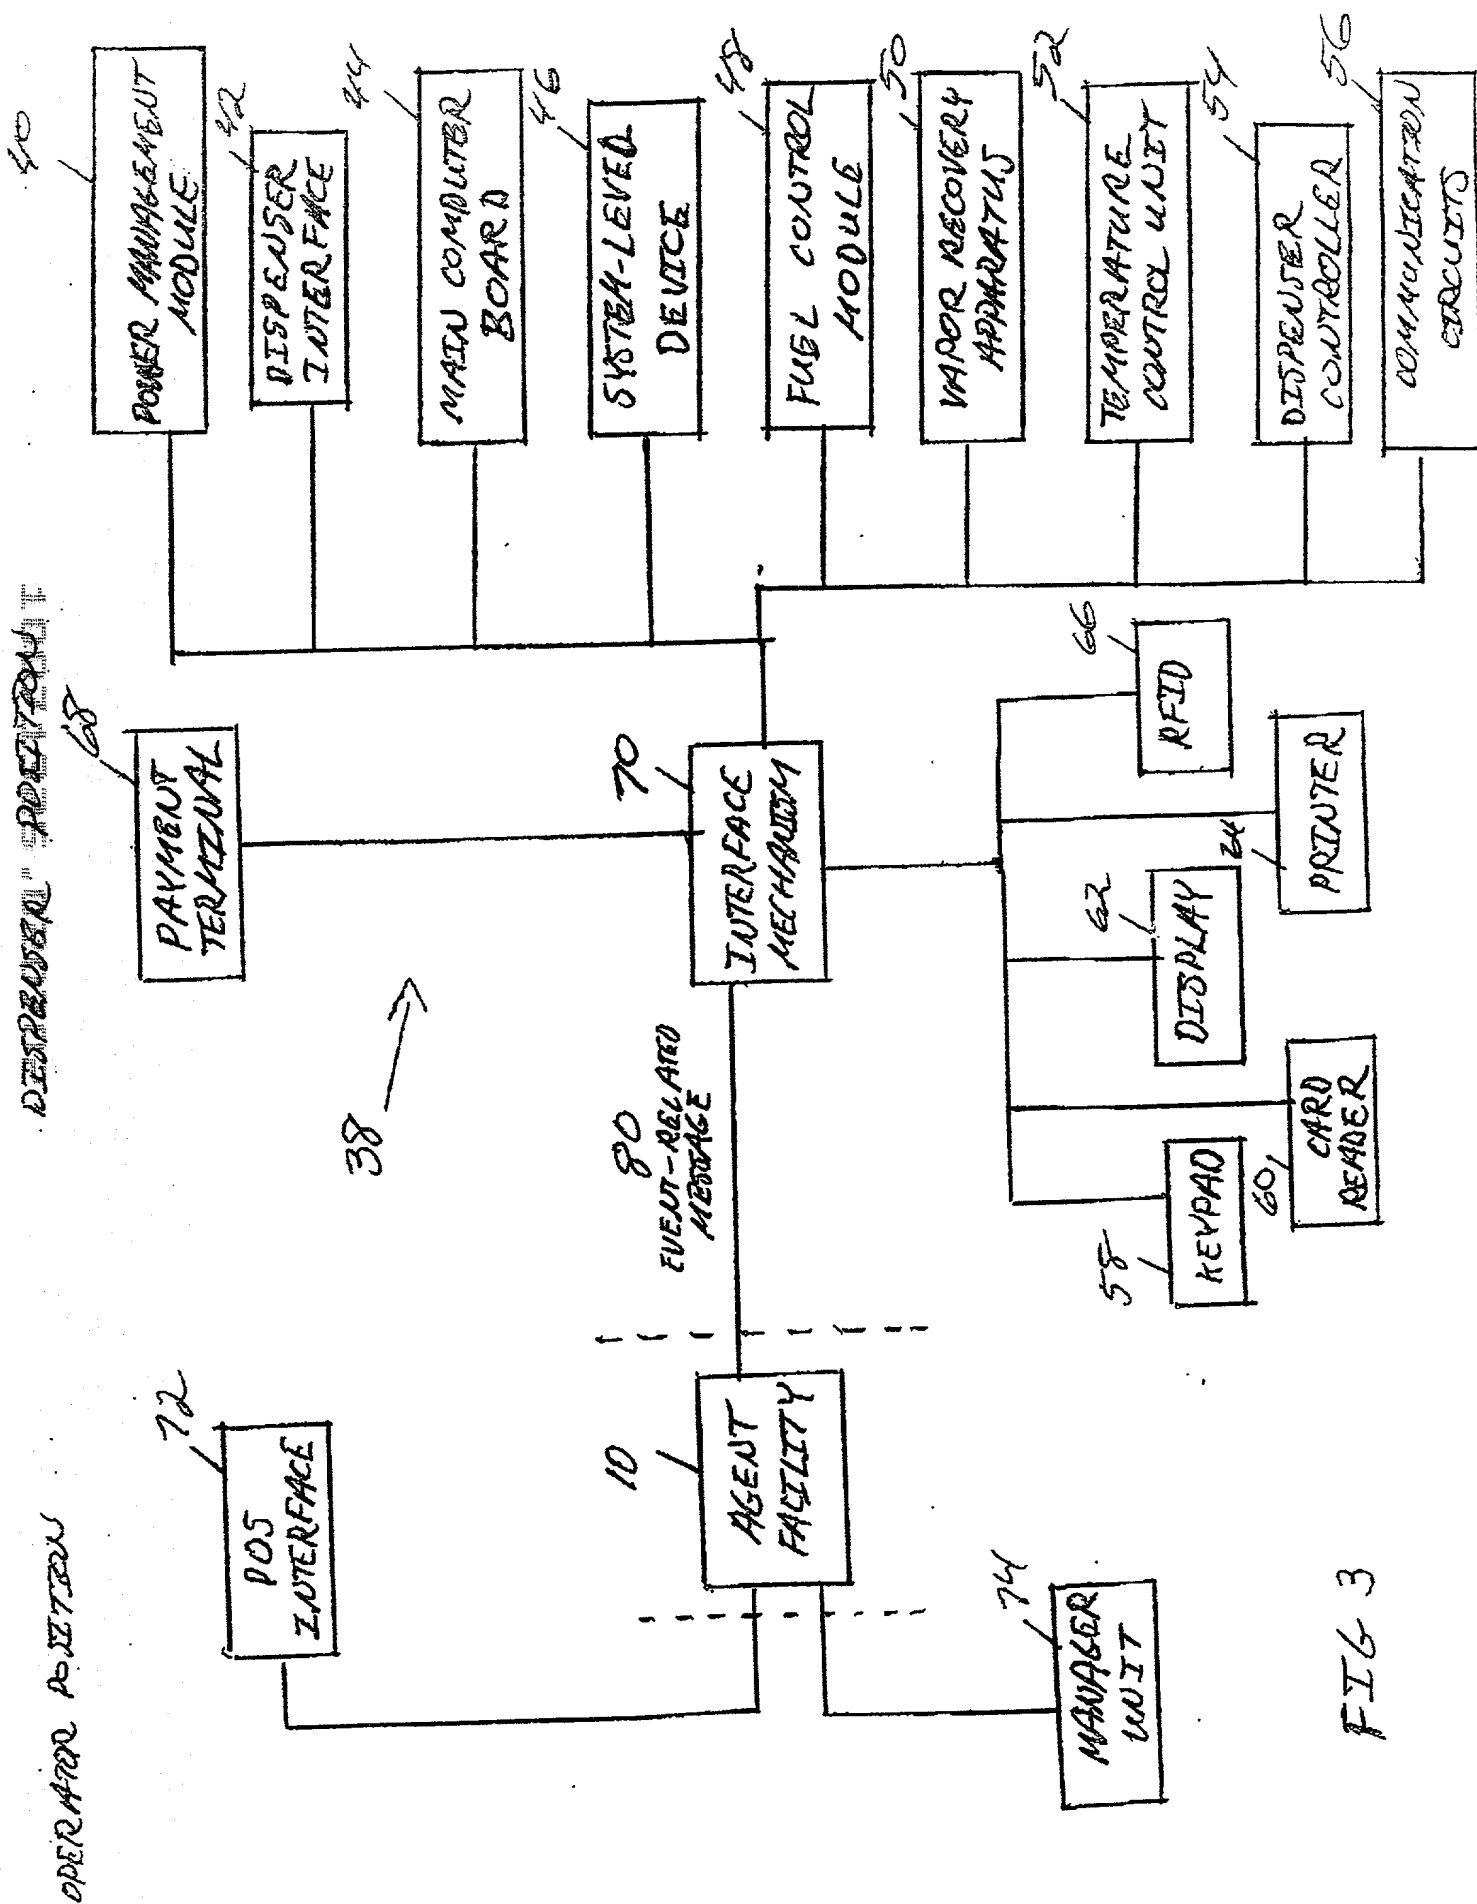 OPERATOR PORTION
DISPENSER PORTION
72
POS
INTERFACE
10
AGENT
FACILITY
74
MANAGER
UNIT
38
68
PAYMENT
TERMINAL
80
EVENT-RELATED
MESSAGE
70
INTERFACE
MECHANISM
58
KEYPAD
60
CARD
READER
62
DISPLAY
24
PRINTER
66
RFID
40
POWER MANAGEMENT
MODULE
42
DISPENSER
INTERFACE
44
MAIN COMPUTER
BOARD
46
SYSTEM-LEVEL
DEVICE
48
FUEL CONTROL
MODULE
50
VAPOR RECOVERY
APPARATUS
52
TEMPERATURE
CONTROL UNIT
54
DISPENSER
CONTROLLER
56
COMMUNICATION
CIRCUITS
FIG 3